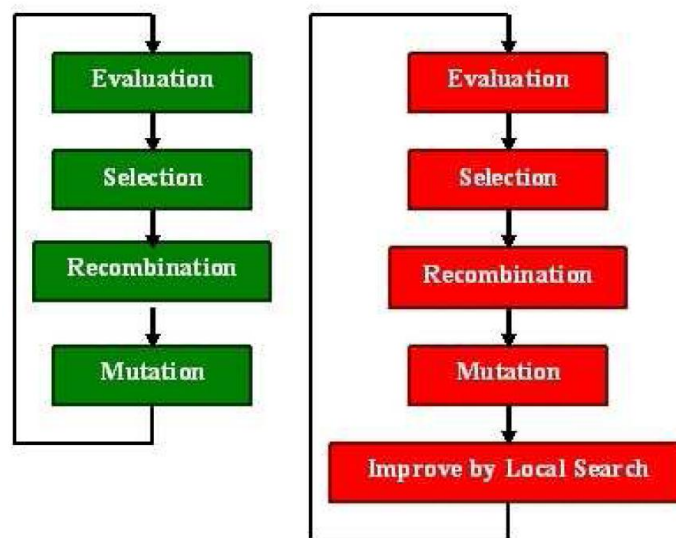 Evaluation
Selection
Recombination
Mutation
Evaluation
Selection
Recombination
Mutation
Improve by Local Search